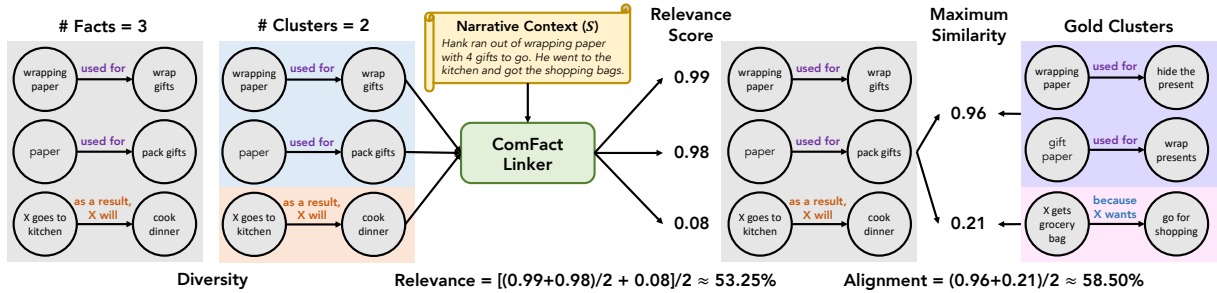 # Facts = 3
wrapping
paper
used for
wrap
gifts
paper
used for
pack gifts
X goes to
kitchen
as a result,
X will
cook
dinner
# Clusters = 2
wrapping
paper
used for
wrap
gifts
paper
used for
pack gifts
X goes to
kitchen
as a result,
X will
cook
dinner
Diversity
Narrative Context (S)
Hank ran out of wrapping paper
with 4 gifts to go. He went to the
kitchen and got the shopping bags.
ComFact
Linker
Relevance
Score
0.99
0.98
0.08
Relevance = [(0.99+0.98)/2 + 0.08]/2 ≈ 53.25%
wrapping
paper
used for
wrap
gifts
paper
used for
pack gifts
X goes to
kitchen
as a result,
X will
cook
dinner
Maximum
Similarity
0.96
0.21
Gold Clusters
wrapping
paper
used for
hide the
present
gift
paper
used for
wrap
presents
X gets
grocery
bag
because
X wants
go for
shopping
Alignment = (0.96+0.21)/2 ≈ 58.50%